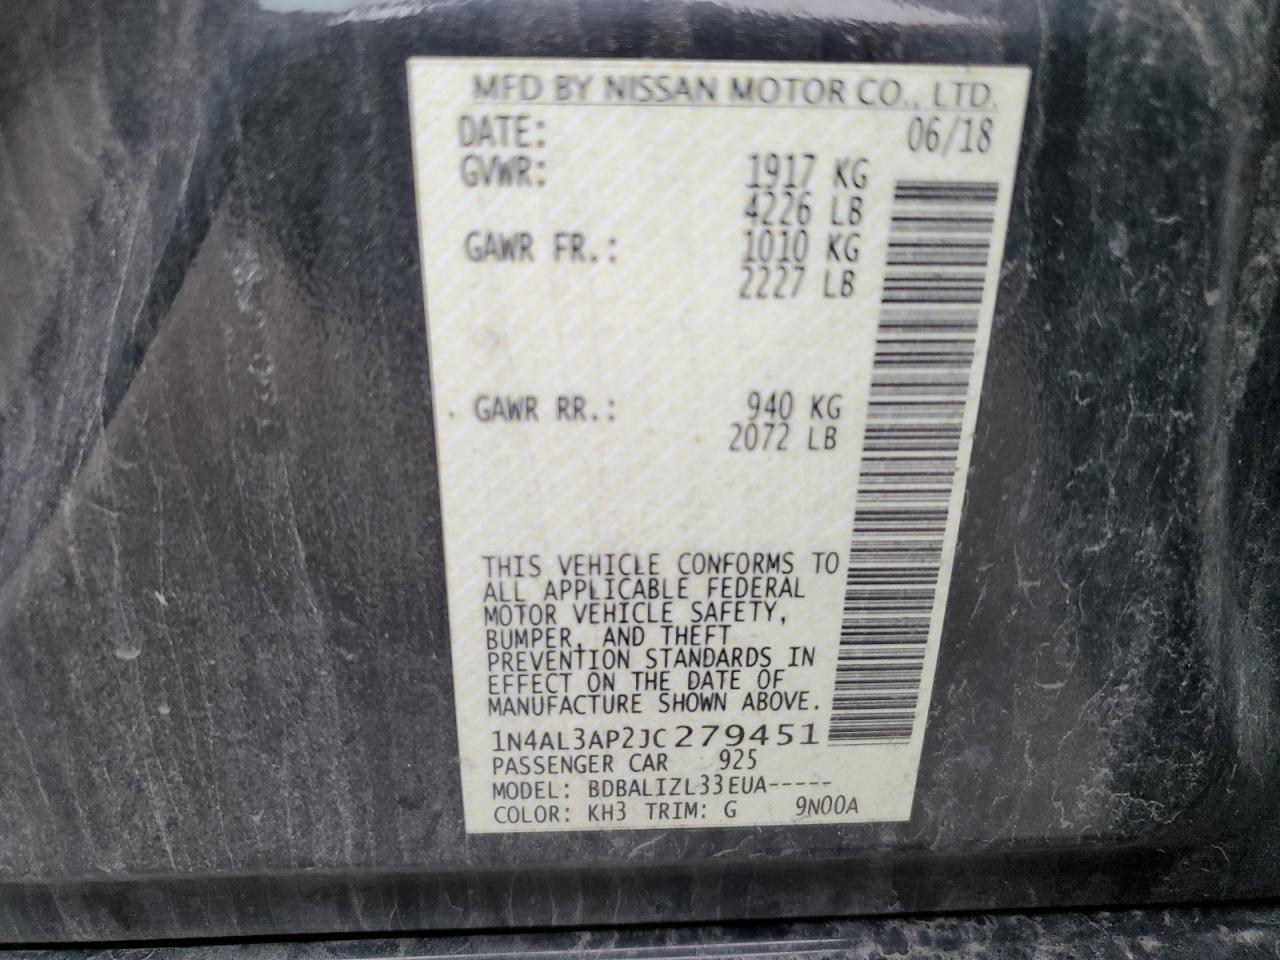 MFD BY NISSAN MOTOR CO., LTD.
DATE: 06/18
GVWR: 1917 KG
4226 LB
GAWR FR.: 1010 KG
2227 LB
GAWR RR.: 940 KG
2072 LB
THIS VEHICLE CONFORMS TO
ALL APPLICABLE FEDERAL
MOTOR VEHICLE SAFETY,
BUMPER, AND THEFT
PREVENTION STANDARDS IN
EFFECT ON THE DATE OF
MANUFACTURE SHOWN ABOVE.
1N4AL3AP2JC279451
PASSENGER CAR 925
MODEL: BDBALIZL33EUA-----
COLOR: KH3 TRIM: G 9N00A